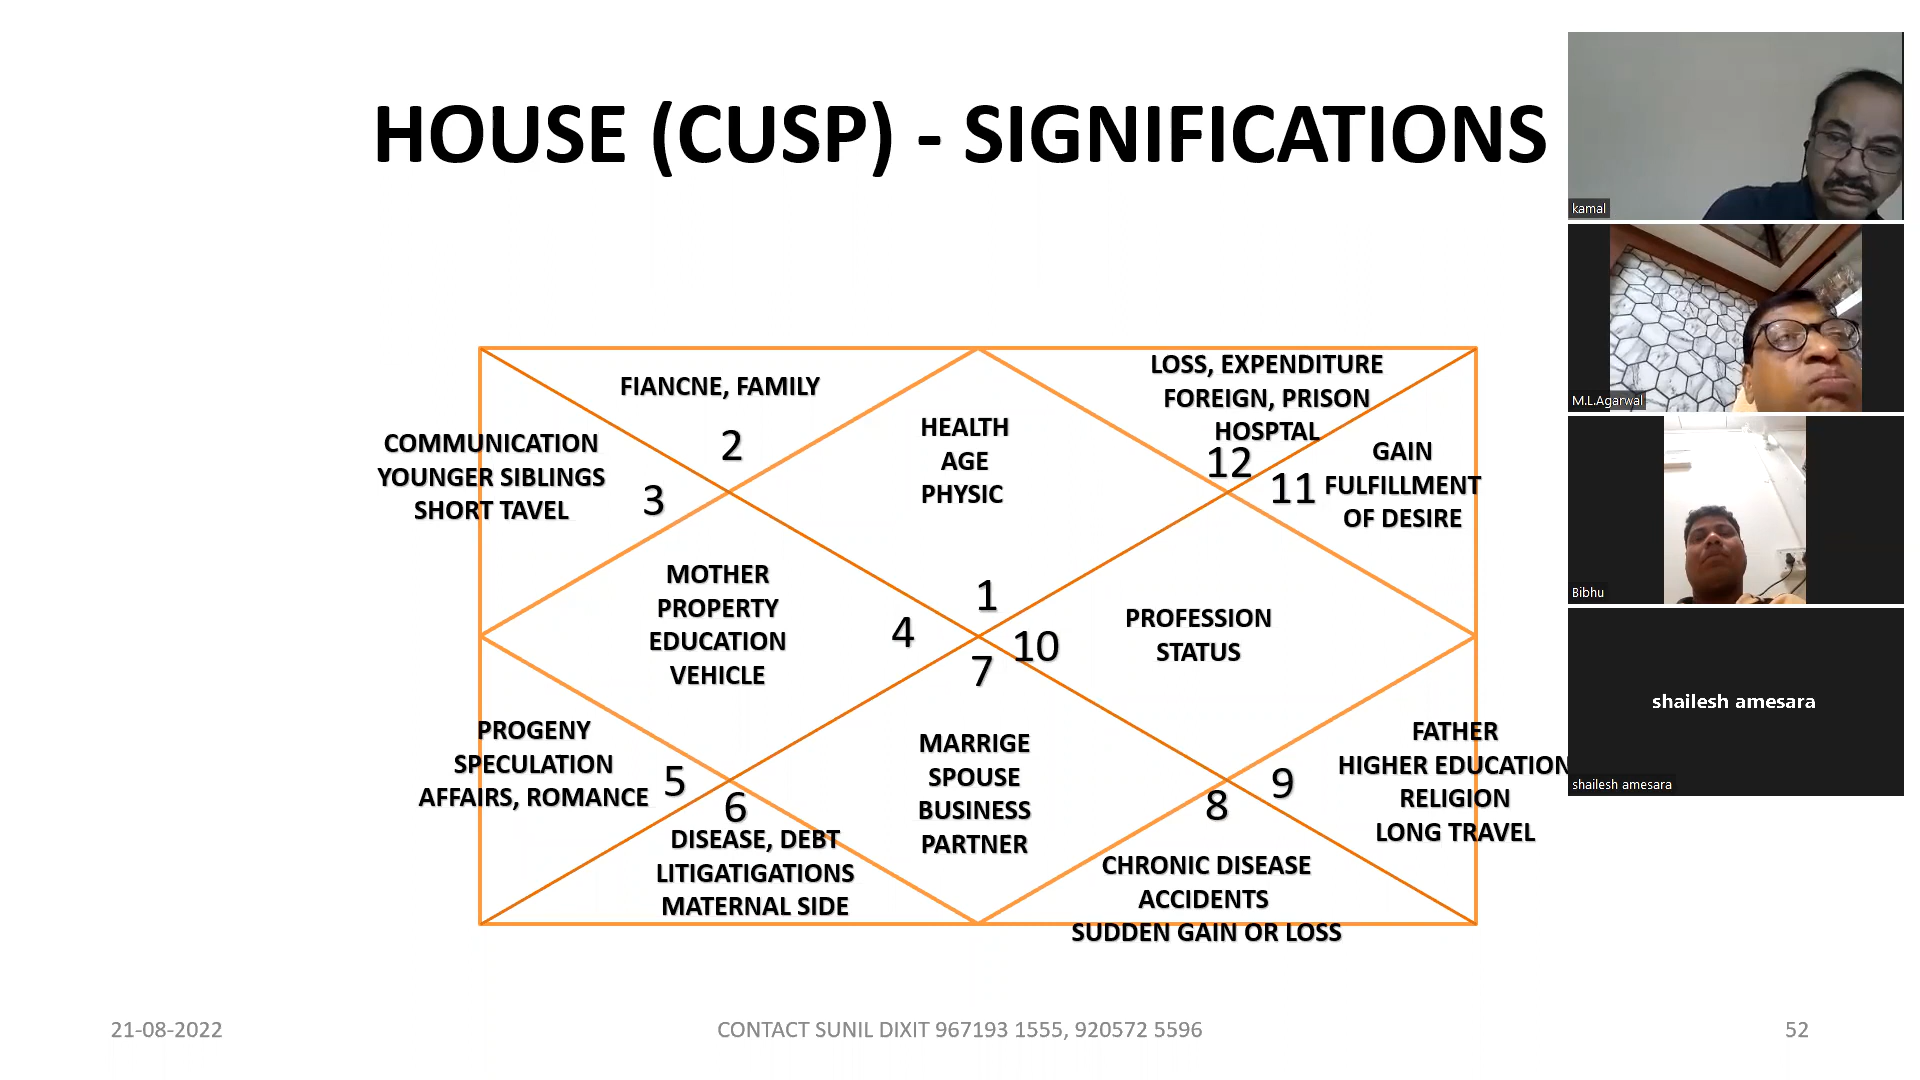 HOUSE (CUSP) - SIGNIFICATIONS
FIANCNE, FAMILY
2
COMMUNICATION
YOUNGER SIBLINGS
SHORT TAVEL
3
HEALTH
AGE
PHYSIC
1
LOSS, EXPENDITURE
FOREIGN, PRISON
HOSPTAL
12
11
GAIN
FULFILLMENT
OF DESIRE
MOTHER
PROPERTY
EDUCATION
VEHICLE
4
10
PROFESSION
STATUS
7
MARRIGE
SPOUSE
BUSINESS
PARTNER
PROGENY
SPECULATION
AFFAIRS, ROMANCE
5
6
DISEASE, DEBT
LITIGATIGATIONS
MATERNAL SIDE
8
CHRONIC DISEASE
ACCIDENTS
SUDDEN GAIN OR LOSS
9
FATHER
HIGHER EDUCATION
RELIGION
LONG TRAVEL
21-08-2022
CONTACT SUNIL DIXIT 967193 1555, 920572 5596
52
kamal
M.L.Agarwal
Bibhu
shailesh amesara
shailesh amesara